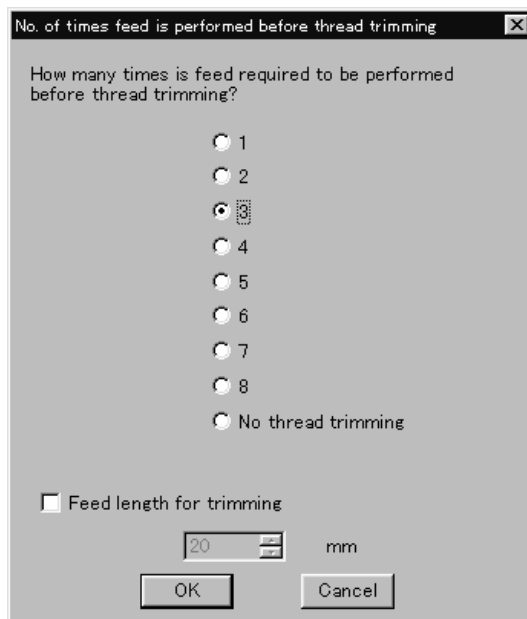 No. of times feed is performed before thread trimming
How many times is feed required to be performed
before thread trimming?
1
2
3
4
5
6
7
8
No thread trimming
Feed length for trimming
20 mm
OK Cancel